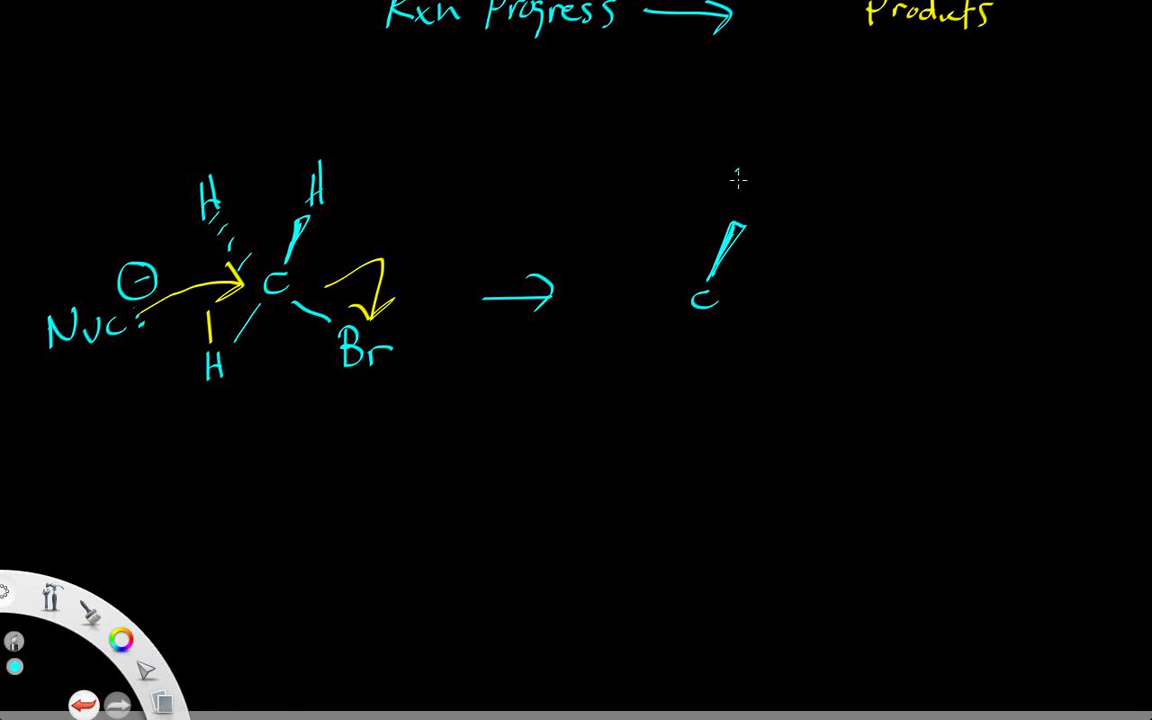 Rxn Progress → Products
H H
⊖ C →  C
Nuc:
H Br